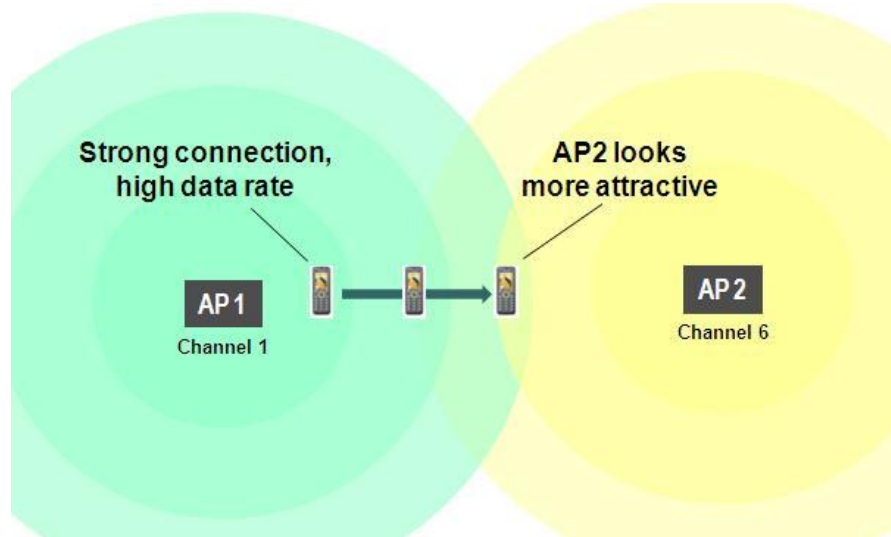 Strong connection,
high data rate
AP2 looks
more attractive
AP 1
Channel 1
AP 2
Channel 6